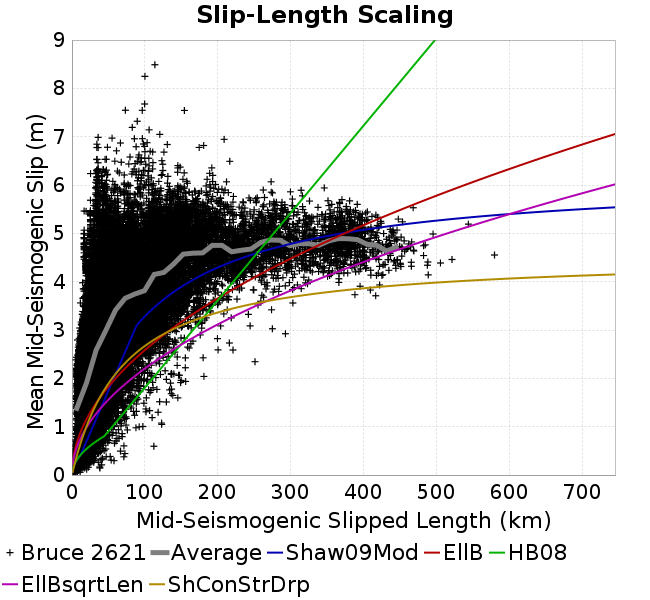 Slip-Length Scaling
Mean Mid-Seismogenic Slip (m)
9
8
7
6
5
4
3
2
1
0
0 100 200 300 400 500 600 700
Mid-Seismogenic Slipped Length (km)
Bruce 2621 Average Shaw09Mod EllB HB08
EllBsqrtLen ShConStrDrp